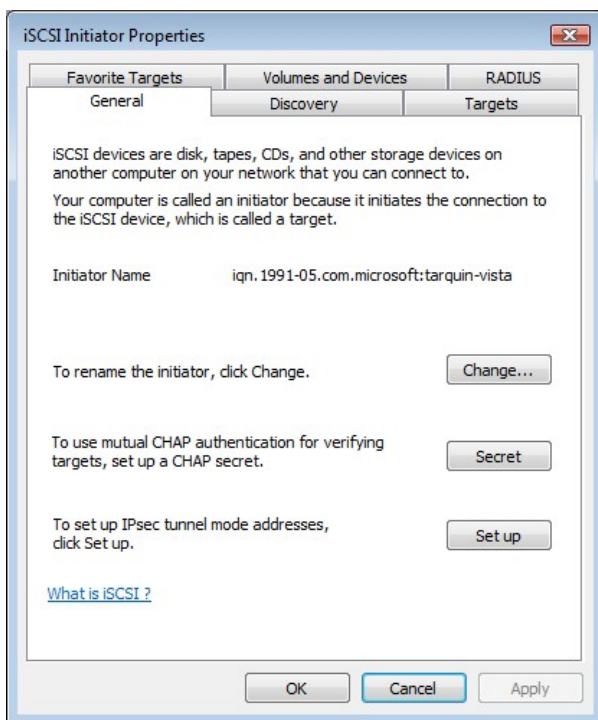 iSCSI Initiator Properties
Favorite Targets
Volumes and Devices
RADIUS
General
Discovery
Targets
iSCSI devices are disk, tapes, CDs, and other storage devices on
another computer on your network that you can connect to.
Your computer is called an initiator because it initiates the connection to
the iSCSI device, which is called a target.
Initiator Name
iqn.1991-05.com.microsoft:tarquin-vista
To rename the initiator, click Change.
Change...
To use mutual CHAP authentication for verifying
targets, set up a CHAP secret.
Secret
To set up IPsec tunnel mode addresses,
click Set up.
Set up
What is iSCSI ?
OK
Cancel
Apply